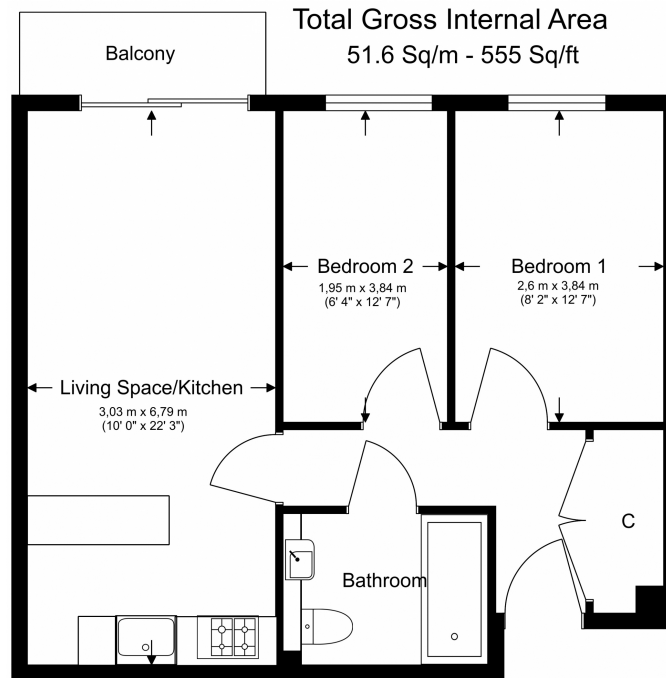 Total Gross Internal Area
51.6 Sq/m - 555 Sq/ft
Balcony
Bedroom 2
1,95 m x 3,84 m
(6' 4" x 12' 7")
Bedroom 1
2,6 m x 3,84 m
(8' 2" x 12' 7")
Living Space/Kitchen
3,03 m x 6,79 m
(10' 0" x 22' 3")
C
Bathroom